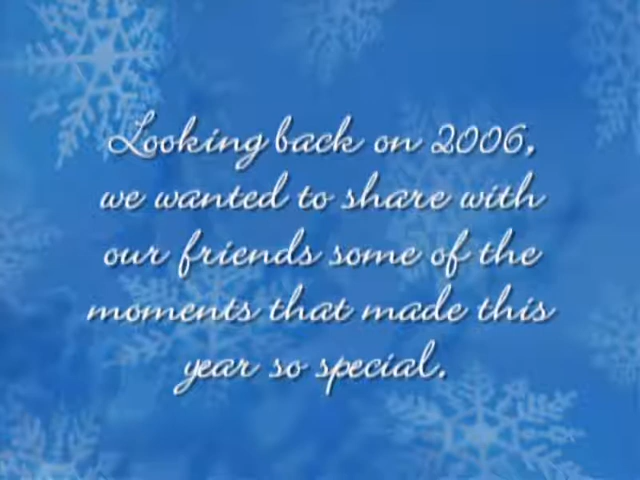 Looking back on 2006,
we wanted to share with
our friends some of the
moments that made this
year so special.